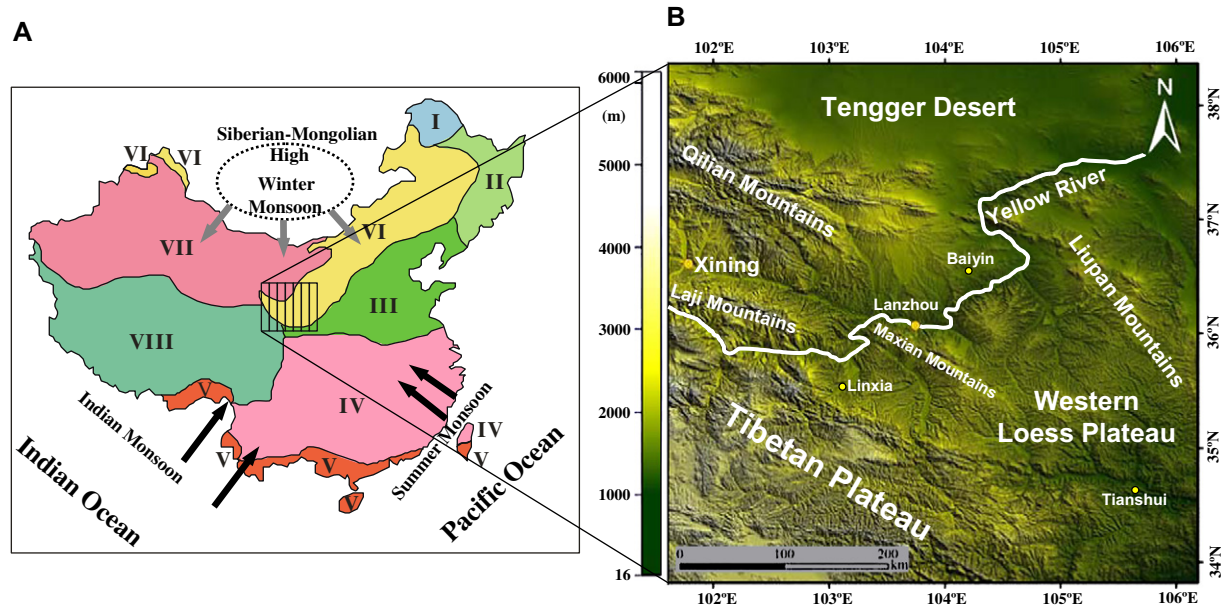 A
Siberian-Mongolian
High
Winter
Monsoon
I
II
VI
VI
VI
VII
III
VIII
V
IV
IV
V
V
V
V
Indian Monsoon
Summer Monsoon
Indian Ocean
Pacific Ocean
B
102°E
103°E
104°E
105°E
106°E
6000
(m)
5000
4000
3000
2000
1000
16
Tengger Desert
N
Qilian Mountains
Yellow River
Xining
Baiyin
Liupan Mountains
Laji Mountains
Lanzhou
Maxian Mountains
Linxia
Western
Loess Plateau
Tibetan Plateau
Tianshui
0
100
200
km
38°N
37°N
36°N
35°N
34°N
102°E
103°E
104°E
105°E
106°E